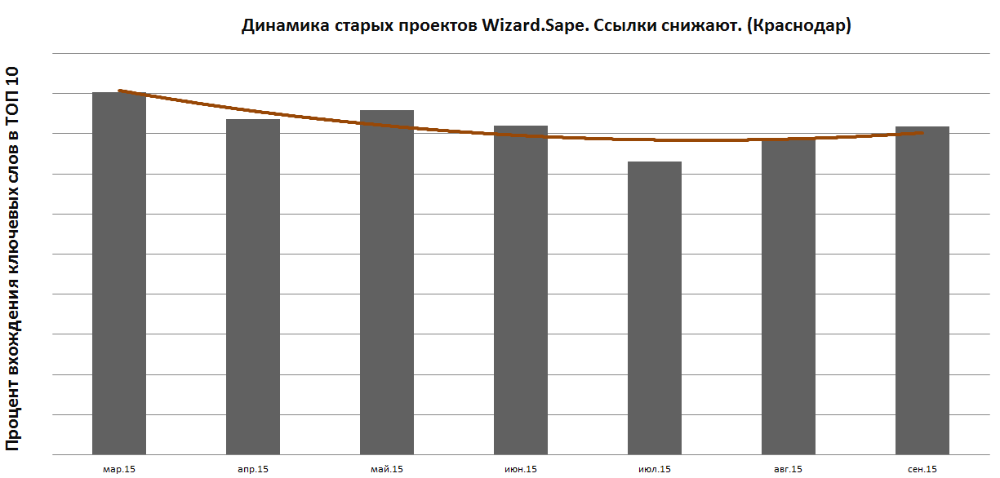 Динамика старых проектов Wizard.Sape. Ссылки снижают. (Краснодар)
Процент вхождения ключевых слов в ТОП 10
мар.15
апр.15
май.15
июн.15
июл.15
авг.15
сен.15